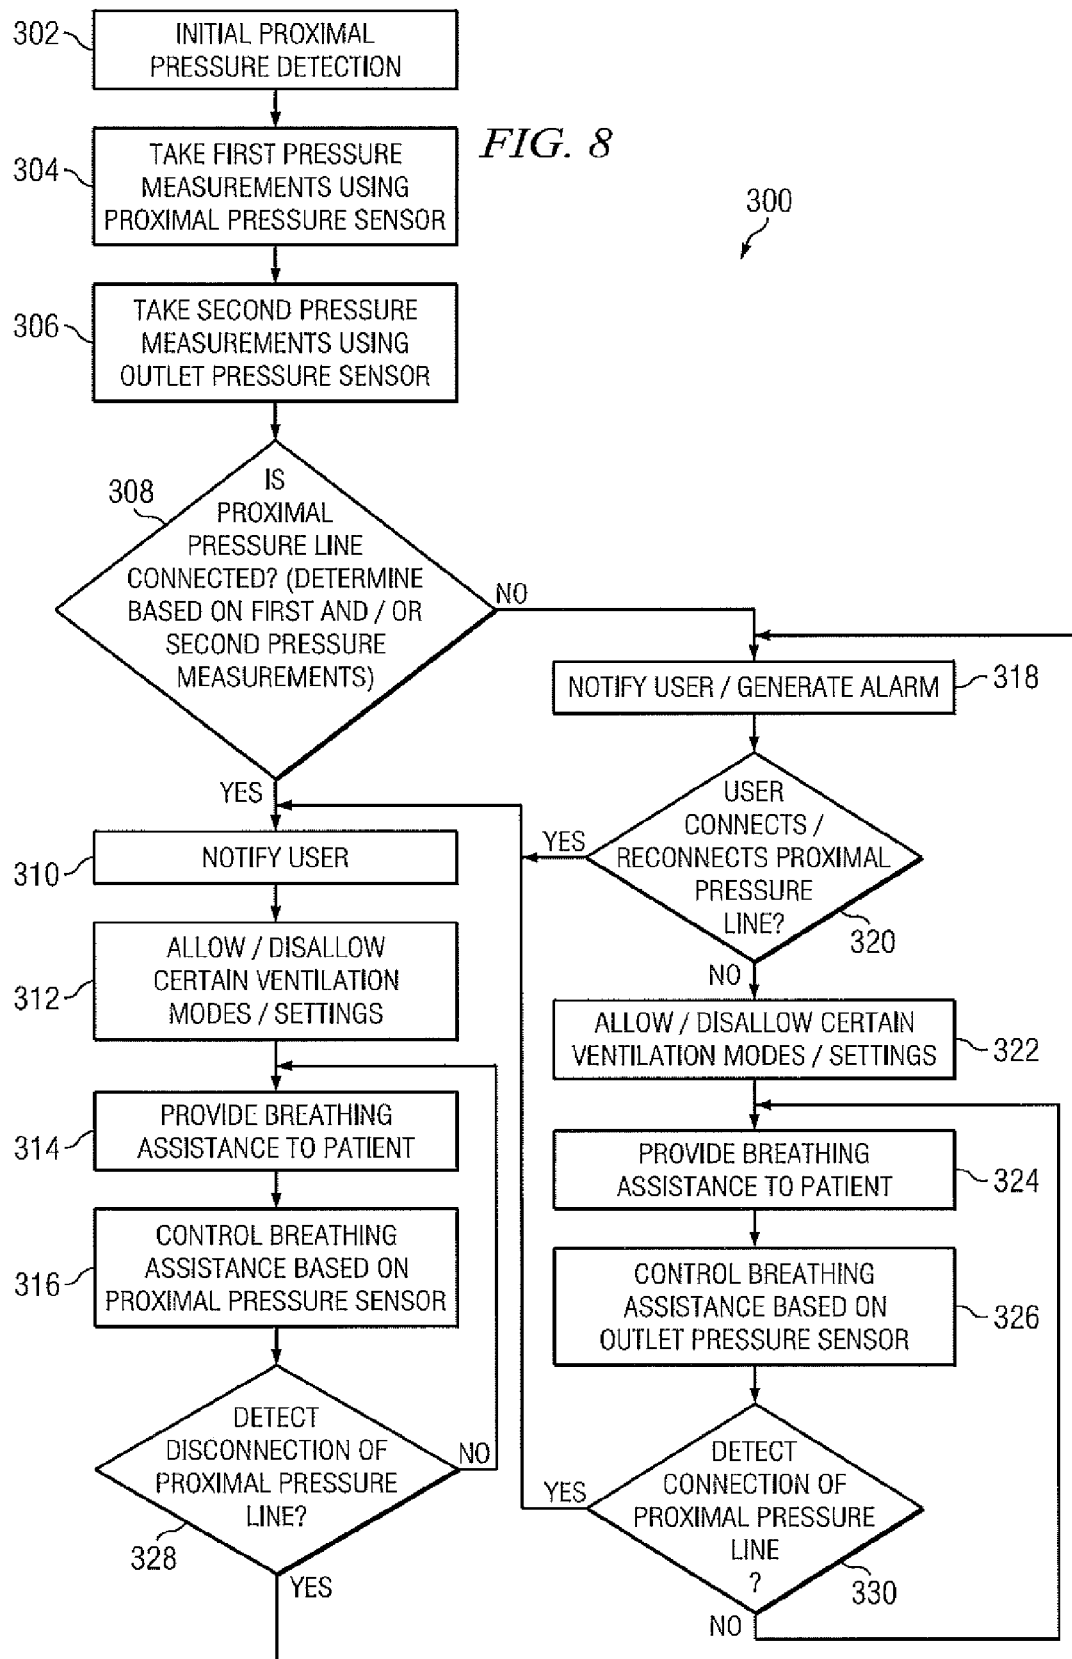 302
INITIAL PROXIMAL
PRESSURE DETECTION
FIG. 8
304
TAKE FIRST PRESSURE
MEASUREMENTS USING
PROXIMAL PRESSURE SENSOR
300
306
TAKE SECOND PRESSURE
MEASUREMENTS USING
OUTLET PRESSURE SENSOR
308
IS
PROXIMAL
PRESSURE LINE
CONNECTED? (DETERMINE
BASED ON FIRST AND / OR
SECOND PRESSURE
MEASUREMENTS)
NO
YES
NOTIFY USER / GENERATE ALARM
318
USER
CONNECTS /
RECONNECTS PROXIMAL
PRESSURE
LINE?
YES
320
NO
310
NOTIFY USER
312
ALLOW / DISALLOW
CERTAIN VENTILATION
MODES / SETTINGS
ALLOW / DISALLOW CERTAIN
VENTILATION MODES / SETTINGS
322
314
PROVIDE BREATHING
ASSISTANCE TO PATIENT
PROVIDE BREATHING
ASSISTANCE TO PATIENT
324
316
CONTROL BREATHING
ASSISTANCE BASED ON
PROXIMAL PRESSURE SENSOR
CONTROL BREATHING
ASSISTANCE BASED ON
OUTLET PRESSURE SENSOR
326
DETECT
DISCONNECTION OF
PROXIMAL PRESSURE
LINE?
NO
328
YES
DETECT
CONNECTION OF
PROXIMAL PRESSURE
LINE
?
YES
330
NO